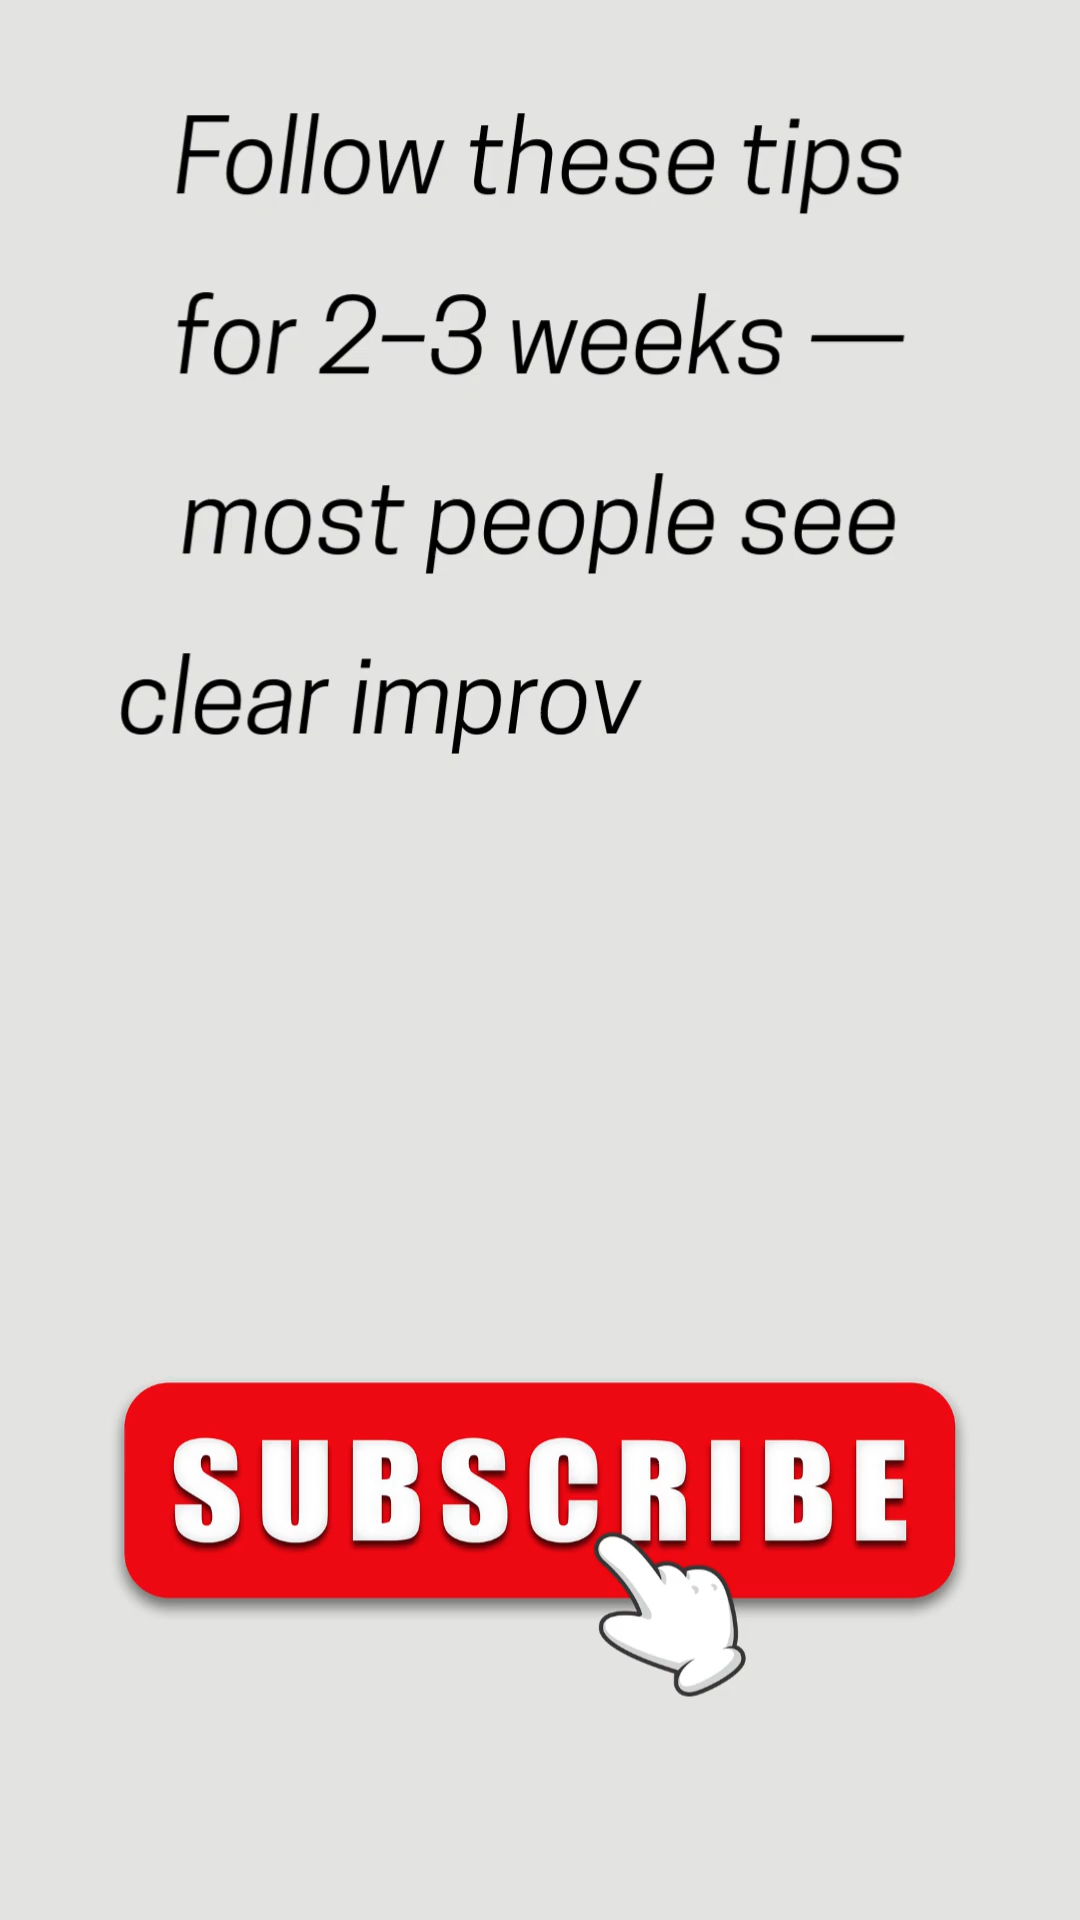 Follow these tips
for 2–3 weeks —
most people see
clear improv
SUBSCRIBE